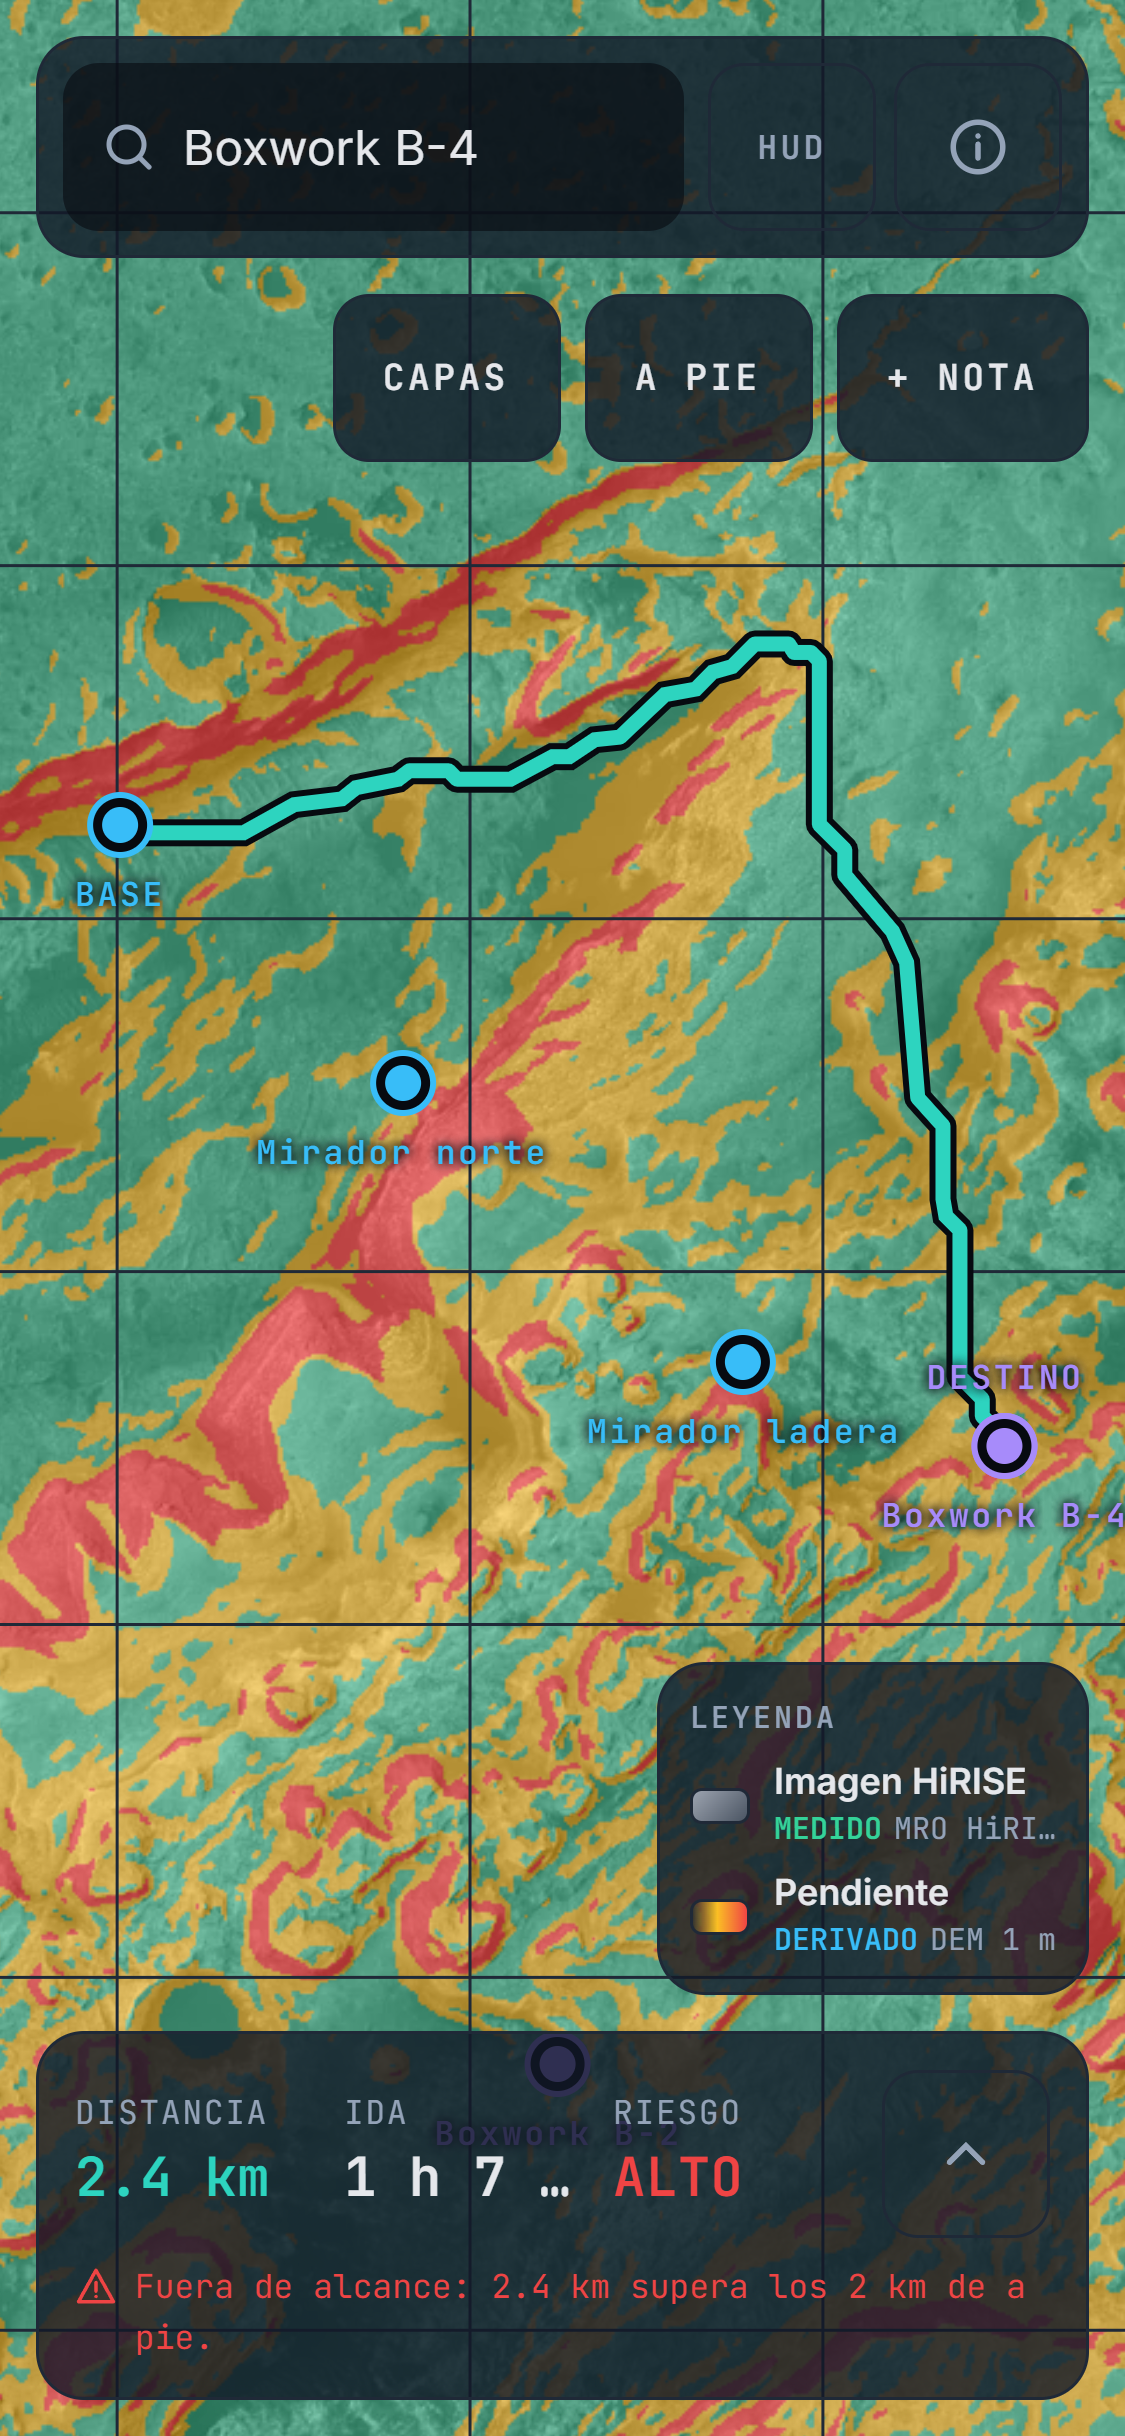 Boxwork B-4
HUD
CAPAS
A PIE
+ NOTA
BASE
Mirador norte
DESTINO
Mirador ladera
Boxwork B-4
LEYENDA
Imagen HiRISE
MEDIDO MRO HiRI…
Pendiente
DERIVADO DEM 1 m
Boxwork B-2
DISTANCIA
2.4 km
IDA
1 h 7 …
RIESGO
ALTO
Fuera de alcance: 2.4 km supera los 2 km de a
pie.